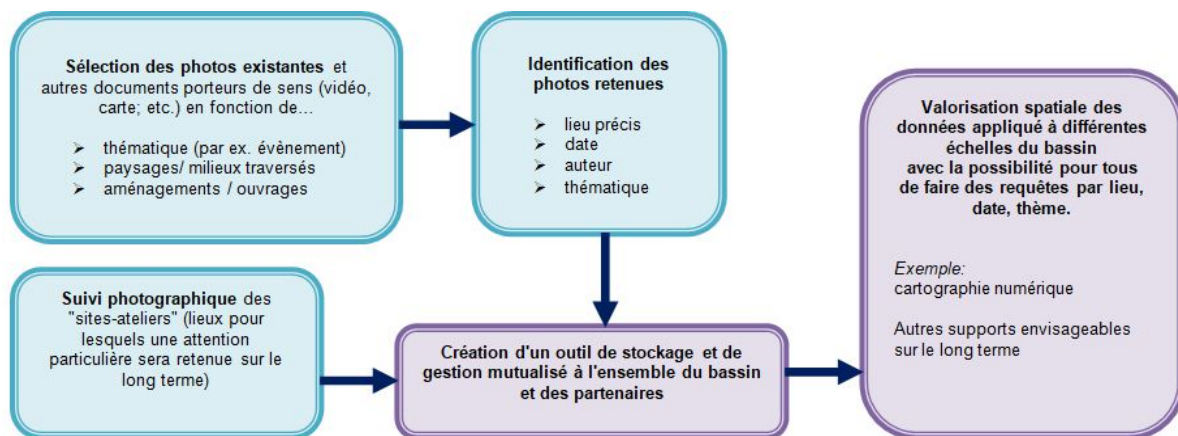 Sélection des photos existantes et
autres documents porteurs de sens (vidéo,
carte; etc.) en fonction de...
➢ thématique (par ex. évènement)
➢ paysages/ milieux traversés
➢ aménagements / ouvrages
Identification des
photos retenues
➢ lieu précis
➢ date
➢ auteur
➢ thématique
Suivi photographique des
"sites-ateliers" (lieux pour
lesquels une attention
particulière sera retenue sur le
long terme)
Création d'un outil de stockage et de
gestion mutualisé à l'ensemble du bassin
et des partenaires
Valorisation spatiale des
données appliqué à différentes
échelles du bassin
avec la possibilité pour tous
de faire des requêtes par lieu,
date, thème.
Exemple:
cartographie numérique
Autres supports envisageables
sur le long terme